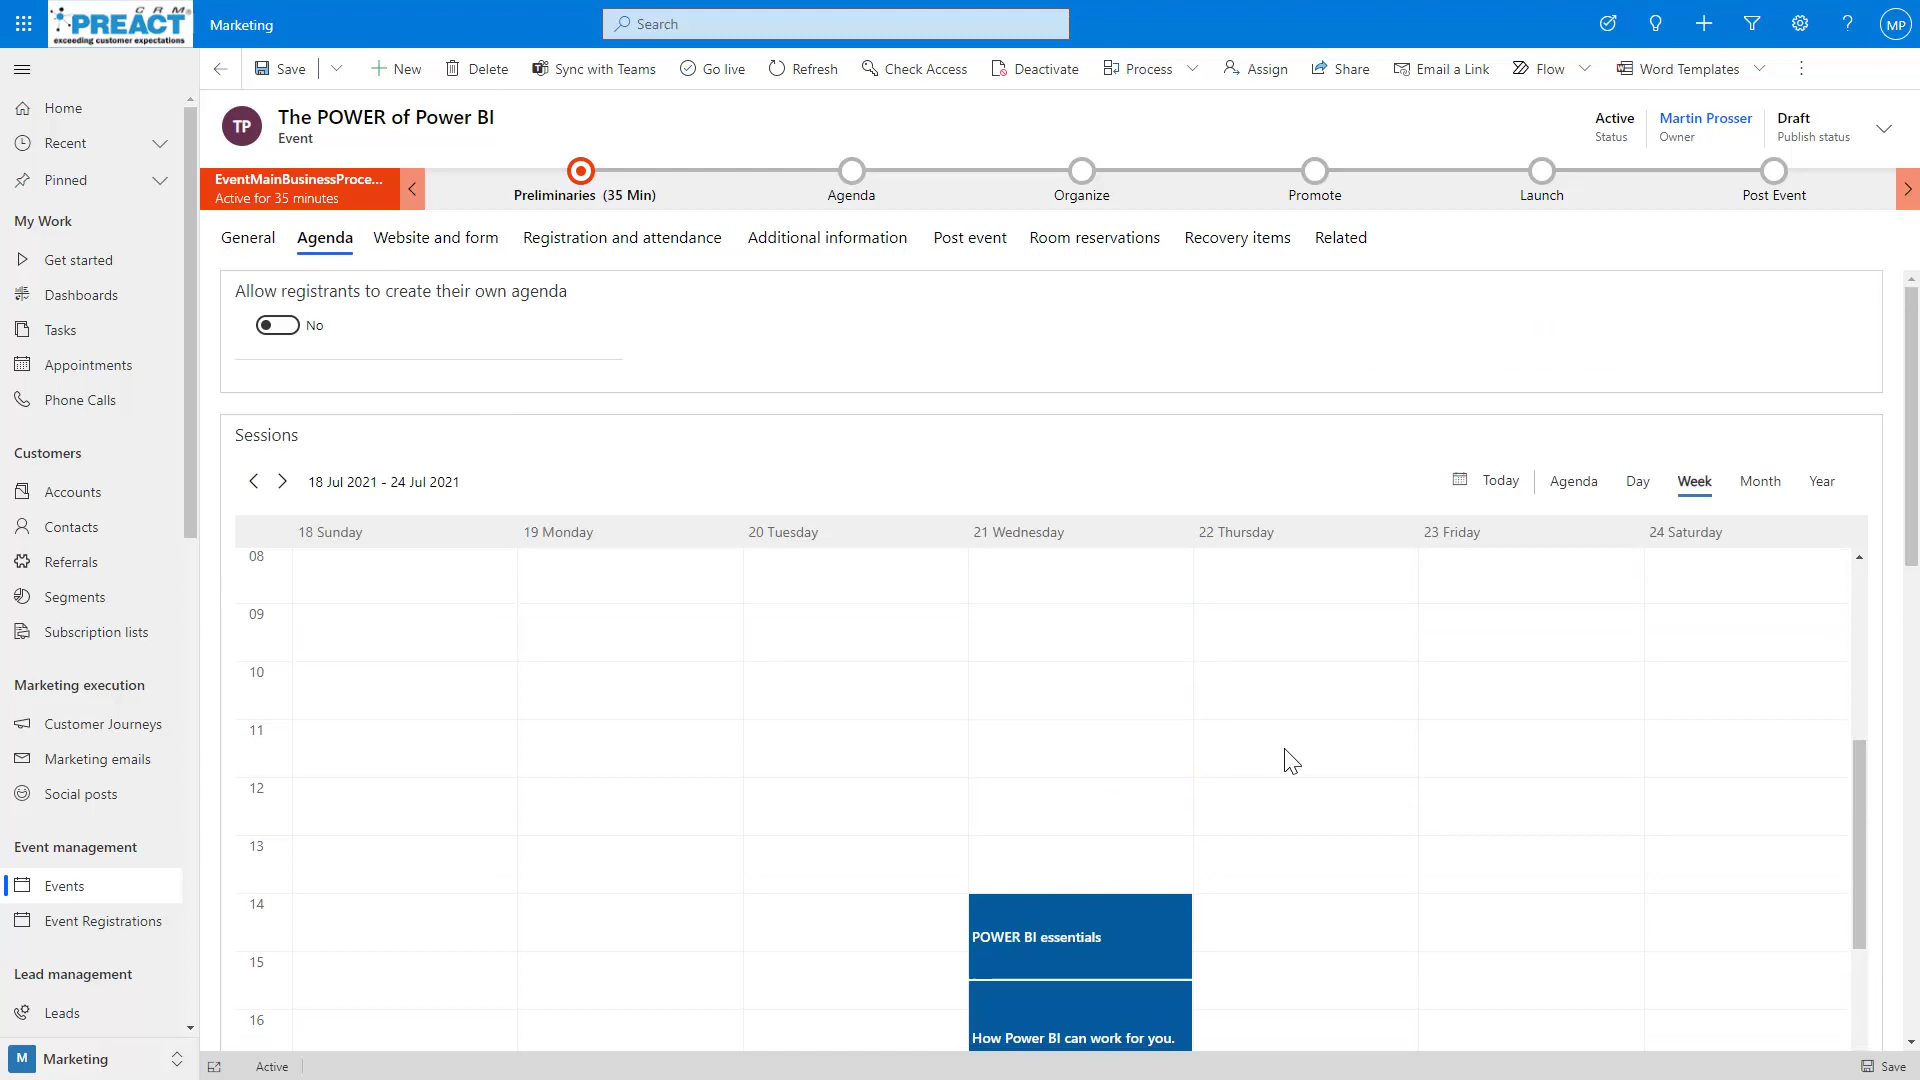 CRM
PREACT
exceeding customer expectations
Marketing
Search
MP
Save
New
Delete
Sync with Teams
Go live
Refresh
Check Access
Deactivate
Process
Assign
Share
Email a Link
Flow
Word Templates
Home
Recent
Pinned
My Work
Get started
Dashboards
Tasks
Appointments
Phone Calls
Customers
Accounts
Contacts
Referrals
Segments
Subscription lists
Marketing execution
Customer Journeys
Marketing emails
Social posts
Event management
Events
Event Registrations
Lead management
Leads
M Marketing
TP
The POWER of Power BI
Event
Active
Status
Martin Prosser
Owner
Draft
Publish status
EventMainBusinessProce...
Active for 35 minutes
Preliminaries (35 Min)
Agenda
Organize
Promote
Launch
Post Event
General
Agenda
Website and form
Registration and attendance
Additional information
Post event
Room reservations
Recovery items
Related
Allow registrants to create their own agenda
No
Sessions
18 Jul 2021 - 24 Jul 2021
Today
Agenda
Day
Week
Month
Year
18 Sunday
19 Monday
20 Tuesday
21 Wednesday
22 Thursday
23 Friday
24 Saturday
08
09
10
11
12
13
14
POWER BI essentials
15
16
How Power BI can work for you.
Active
Save